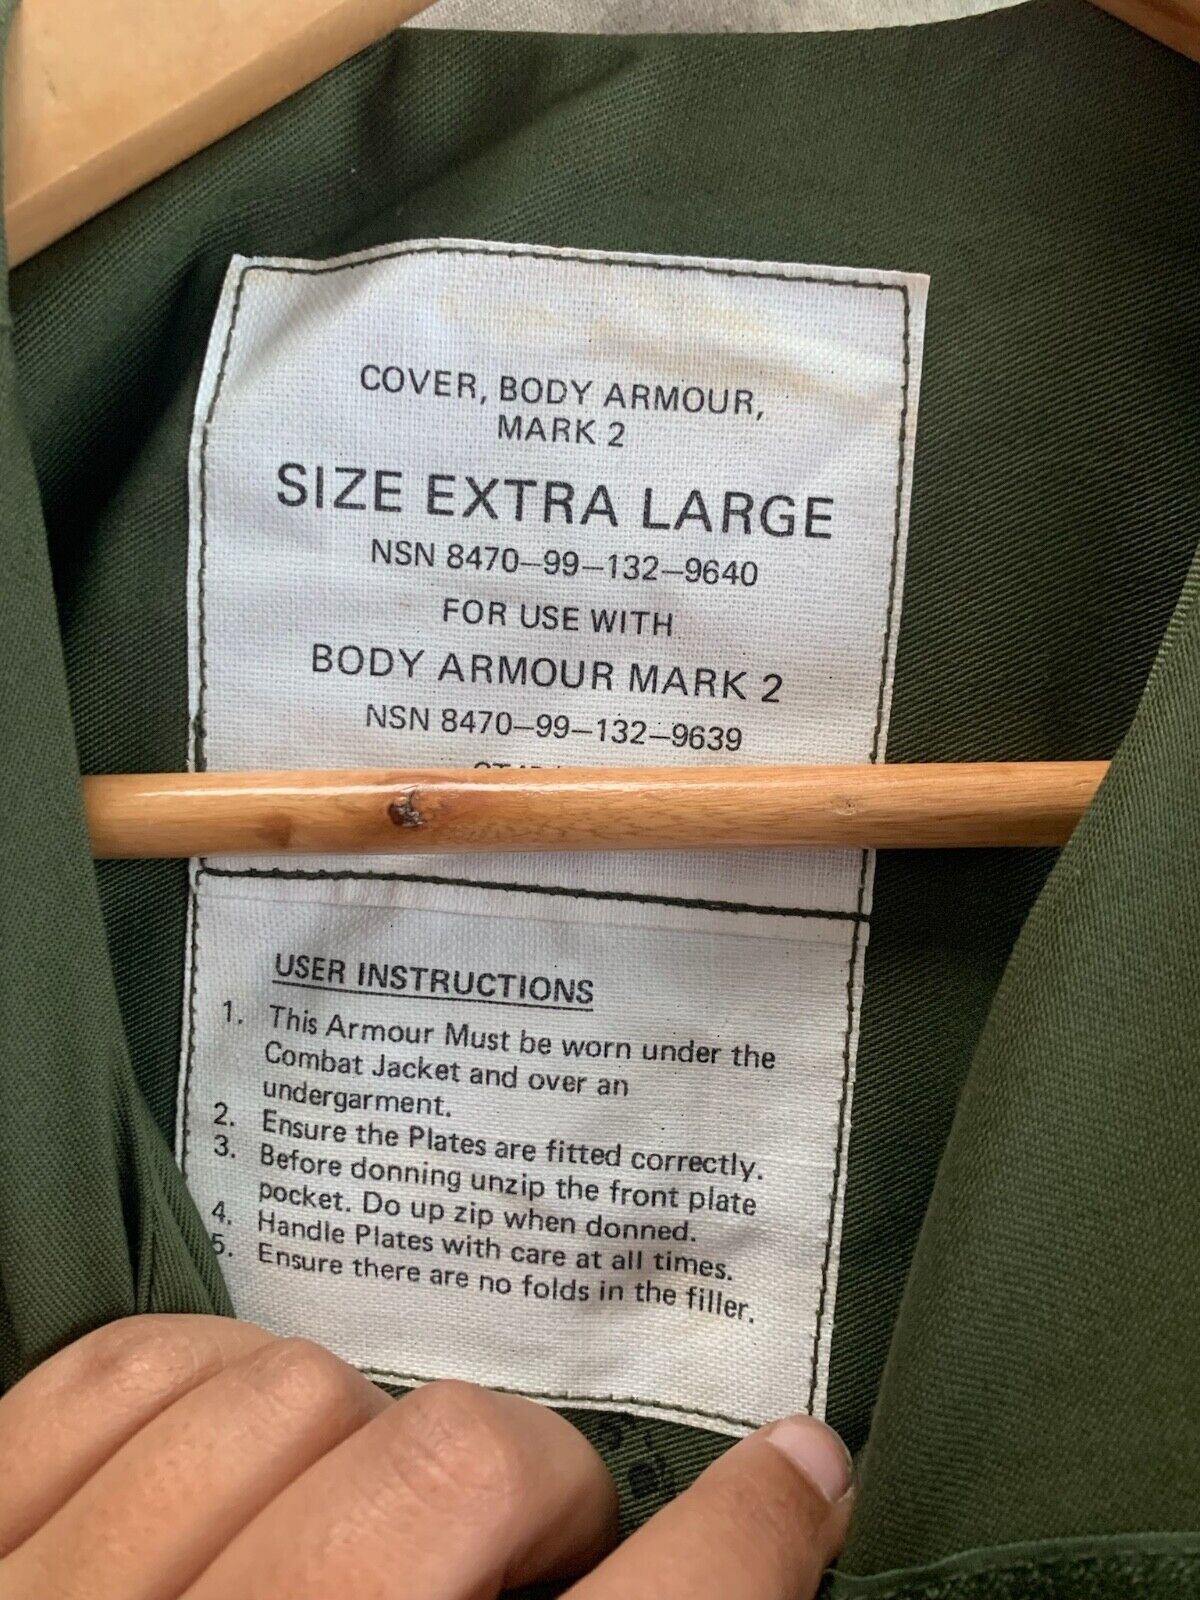 COVER, BODY ARMOUR,
MARK 2
SIZE EXTRA LARGE
NSN 8470–99–132–9640
FOR USE WITH
BODY ARMOUR MARK 2
NSN 8470–99–132–9639
USER INSTRUCTIONS
1. This Armour Must be worn under the
Combat Jacket and over an
undergarment.
2. Ensure the Plates are fitted correctly.
3. Before donning unzip the front plate
pocket. Do up zip when donned.
4. Handle Plates with care at all times.
5. Ensure there are no folds in the filler.